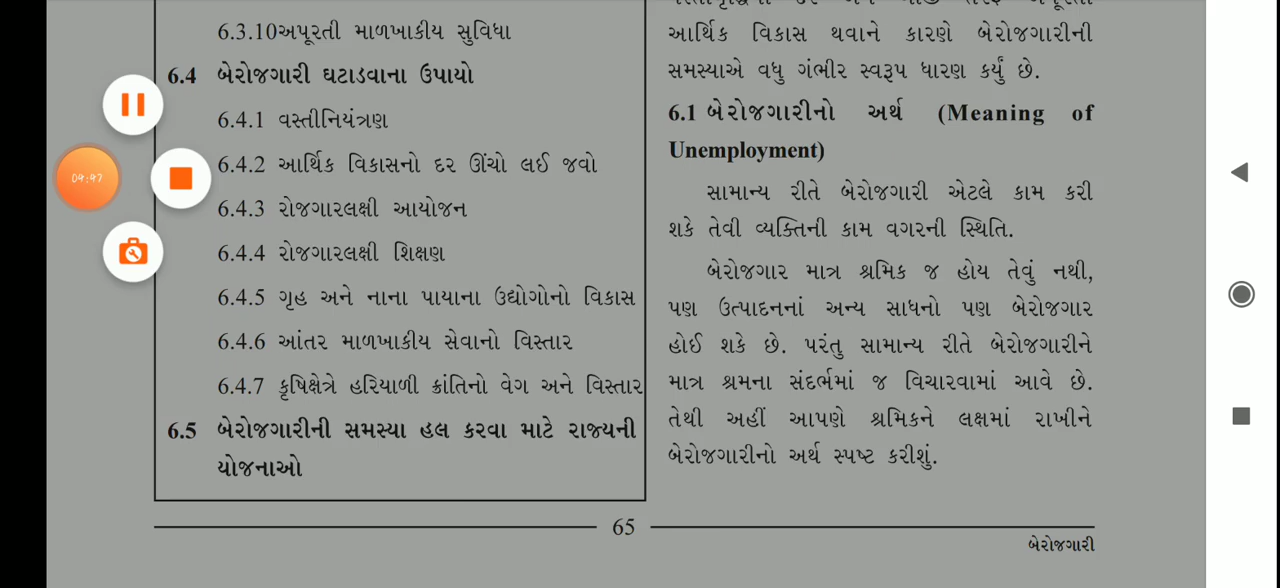 6.3.10અપૂરતી માળખાકીય સુવિધા
6.4 બેરોજગારી ઘટાડવાના ઉપાયો
6.4.1 વસ્તીનિયંત્રણ
6.4.2 આર્થિક વિકાસનો દર ઊંચો લઈ જવો
6.4.3 રોજગારલક્ષી આયોજન
6.4.4 રોજગારલક્ષી શિક્ષણ
6.4.5 ગૃહ અને નાના પાયાના ઉદ્યોગોનો વિકાસ
6.4.6 આંતર માળખાકીય સેવાનો વિસ્તાર
6.4.7 કૃષિક્ષેત્રે હરિયાળી ક્રાંતિનો વેગ અને વિસ્તાર
6.5 બેરોજગારીની સમસ્યા હલ કરવા માટે રાજ્યની
યોજનાઓ
આર્થિક વિકાસ થવાને કારણે બેરોજગારીની
સમસ્યાએ વધુ ગંભીર સ્વરૂપ ધારણ કર્યું છે.
6.1 બેરોજગારીનો અર્થ (Meaning of
Unemployment)
સામાન્ય રીતે બેરોજગારી એટલે કામ કરી
શકે તેવી વ્યક્તિની કામ વગરની સ્થિતિ.
બેરોજગાર માત્ર શ્રમિક જ હોય તેવું નથી,
પણ ઉત્પાદનનાં અન્ય સાધનો પણ બેરોજગાર
હોઈ શકે છે. પરંતુ સામાન્ય રીતે બેરોજગારીને
માત્ર શ્રમના સંદર્ભમાં જ વિચારવામાં આવે છે.
તેથી અહીં આપણે શ્રમિકને લક્ષમાં રાખીને
બેરોજગારીનો અર્થ સ્પષ્ટ કરીશું.
65
બેરોજગારી